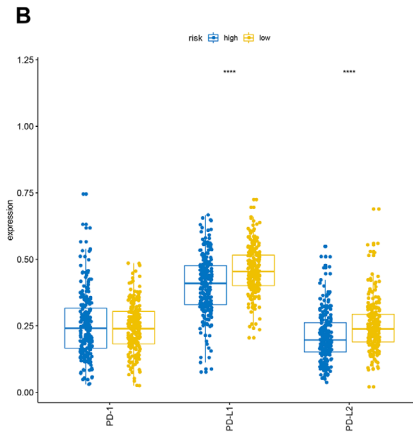 B
risk high low
1.25
**** ****
1.00
0.75
expression
0.50
0.25
0.00
PD-1 PD-L1 PD-L2